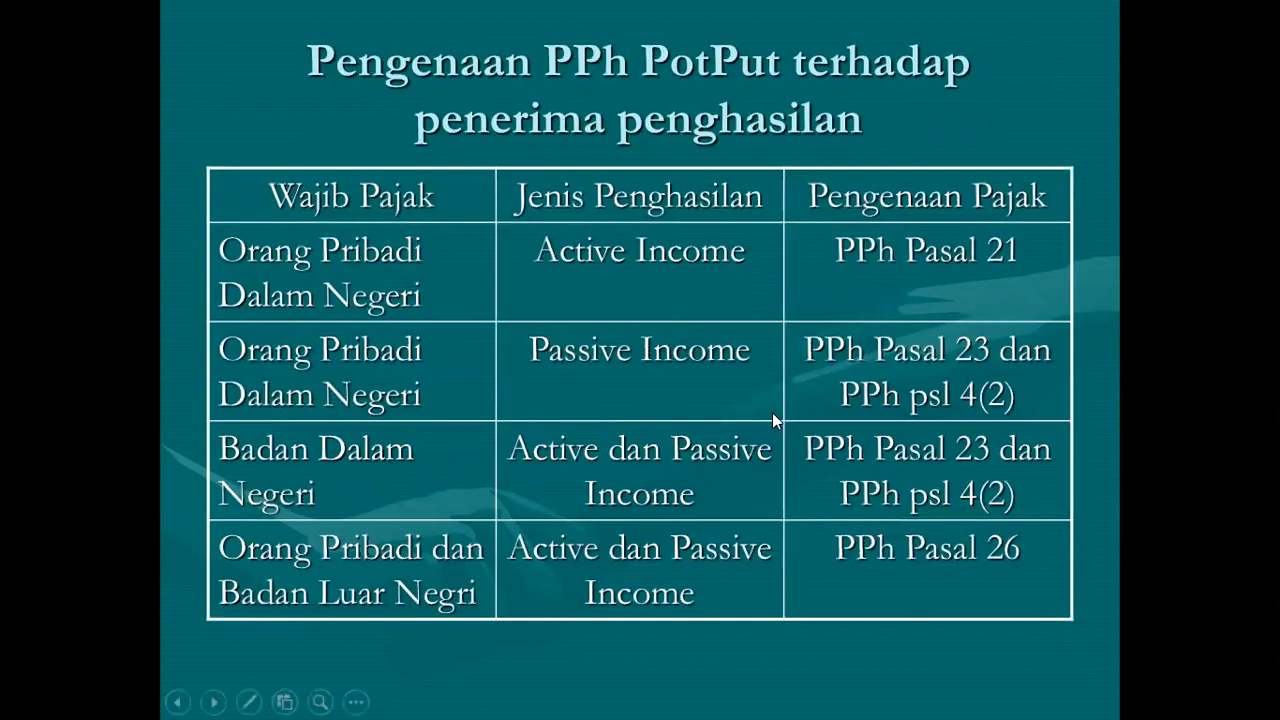 Pengenaan PPh PotPut terhadap
penerima penghasilan
Wajib Pajak
Jenis Penghasilan
Pengenaan Pajak
Orang Pribadi
Dalam Negeri
Active Income
PPh Pasal 21
Orang Pribadi
Dalam Negeri
Passive Income
PPh Pasal 23 dan
PPh psl 4(2)
Badan Dalam
Negeri
Active dan Passive
Income
PPh Pasal 23 dan
PPh psl 4(2)
Orang Pribadi dan
Badan Luar Negri
Active dan Passive
Income
PPh Pasal 26